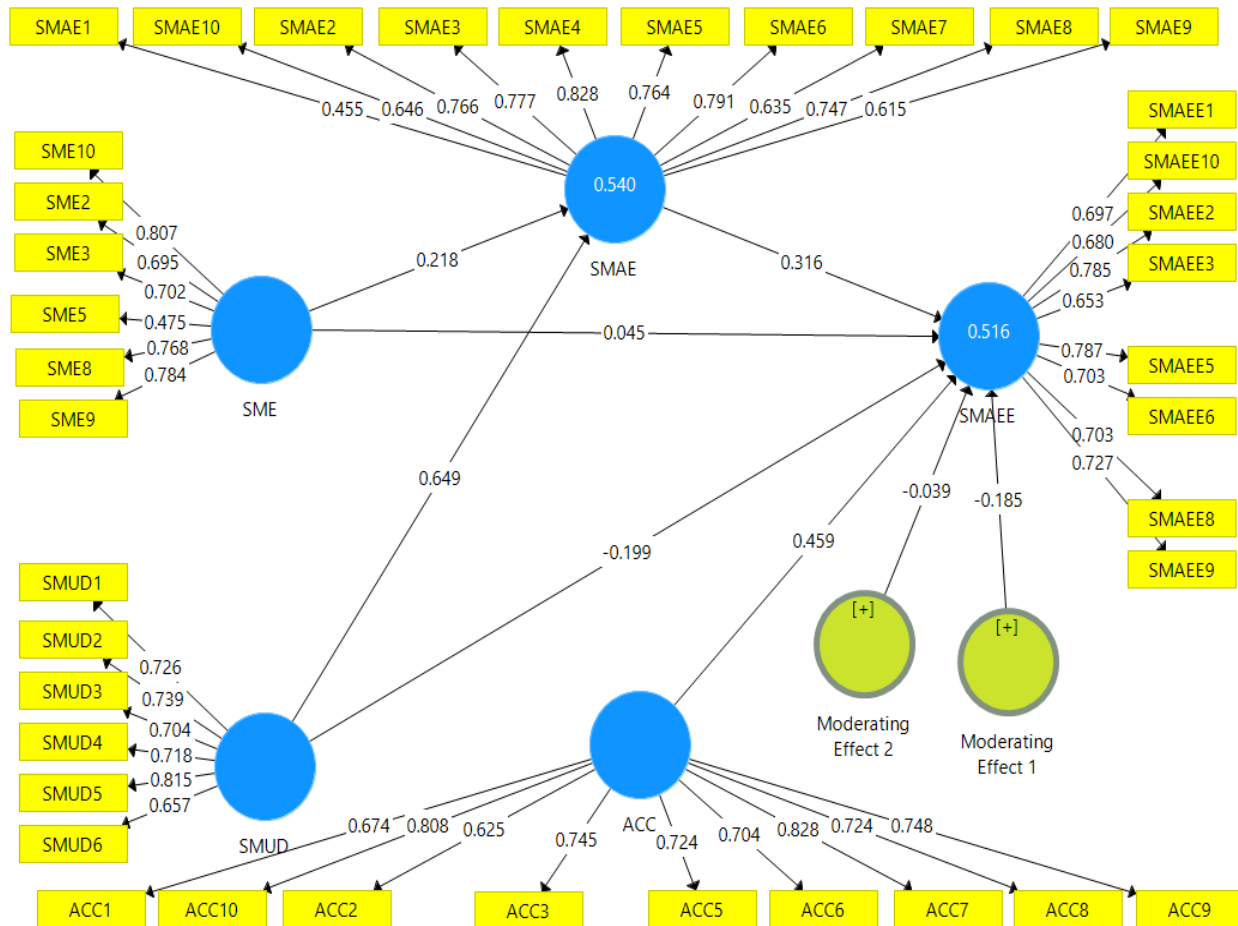 SMAE1 SMAE10 SMAE2 SMAE3 SMAE4 SMAE5 SMAE6 SMAE7 SMAE8 SMAE9
0.455 0.646 0.766 0.777 0.828 0.764 0.791 0.635 0.747 0.615
SMAEE1
SME10
SMAEE10
0.540
SME2
0.807
0.697
SMAEE2
0.695
0.680
SME3
SMAE
0.218
0.316
0.785
SMAEE3
0.702
0.653
SME5
0.475
0.045
0.516
0.768
0.787
SME8
0.784
0.703
SMAEE5
SME9
SME
SMAEE
SMAEE6
0.703
0.727
0.649
-0.039
-0.185
SMAEE8
-0.199
0.459
SMAEE9
SMUD1
[+]
[+]
SMUD2
0.726
0.739
SMUD3
0.704
SMUD4
0.718
Moderating
Effect 2
Moderating
Effect 1
SMUD5
0.815
0.657
SMUD6
SMUD
ACC
0.674 0.808 0.625 0.745 0.724 0.704 0.828 0.724 0.748
ACC1 ACC10 ACC2 ACC3 ACC5 ACC6 ACC7 ACC8 ACC9